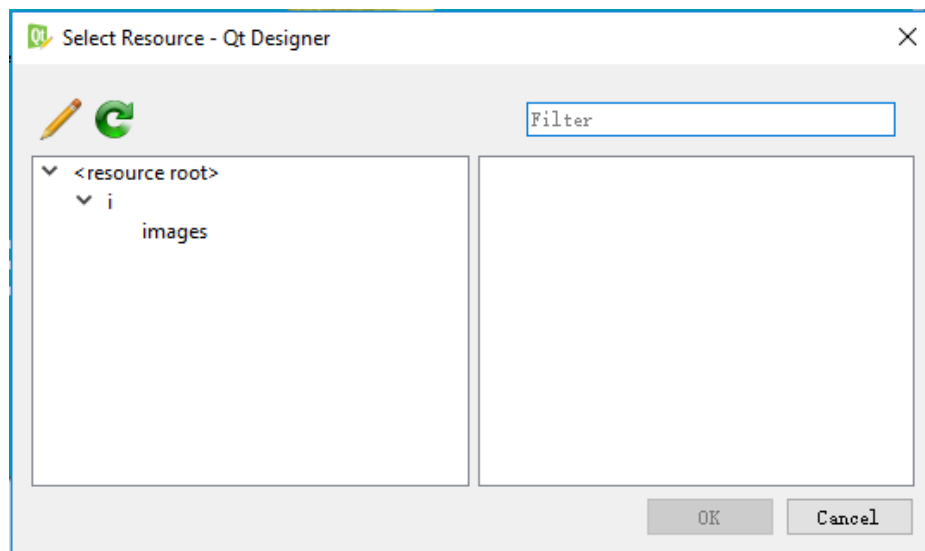 Select Resource - Qt Designer
Filter
<resource root>
i
images
OK
Cancel